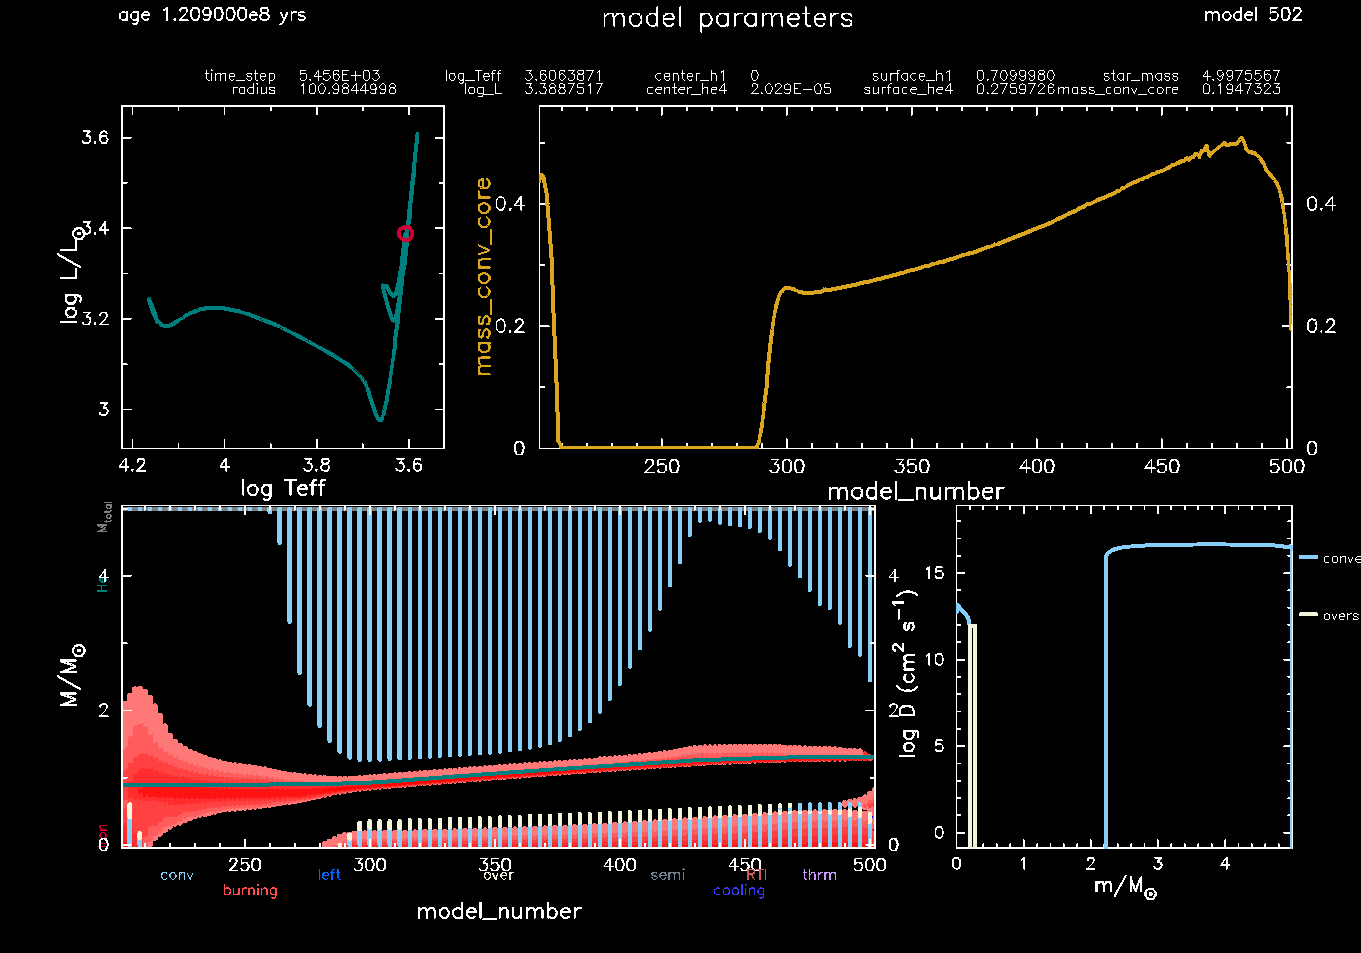 age 1.209000e8 yrs
model parameters
model 502
time_step 5.456E+03 log_Teff 3.6063871 center_h1 0 surface_h1 0.7099980 star_mass 4.9975567
radius 100.9844998 log_L 3.3887517 center_he4 2.029E-05 surface_he4 0.2759726 mass_conv_core 0.1947323
log L/L⊙
3.6
3.4
3.2
3
4.2 4 3.8 3.6
log Teff
mass_conv_core
0.4
0.2
0
0.4
0.2
0
250 300 350 400 450 500
model_number
M/M⊙
Mtotal
He
4
2
0
4
2
0
250 300 350 400 450 500
conv left over semi RTI thrm
burning cooling
model_number
log D (cm² s⁻¹)
15
10
5
0
0 1 2 3 4
m/M⊙
conve
overs